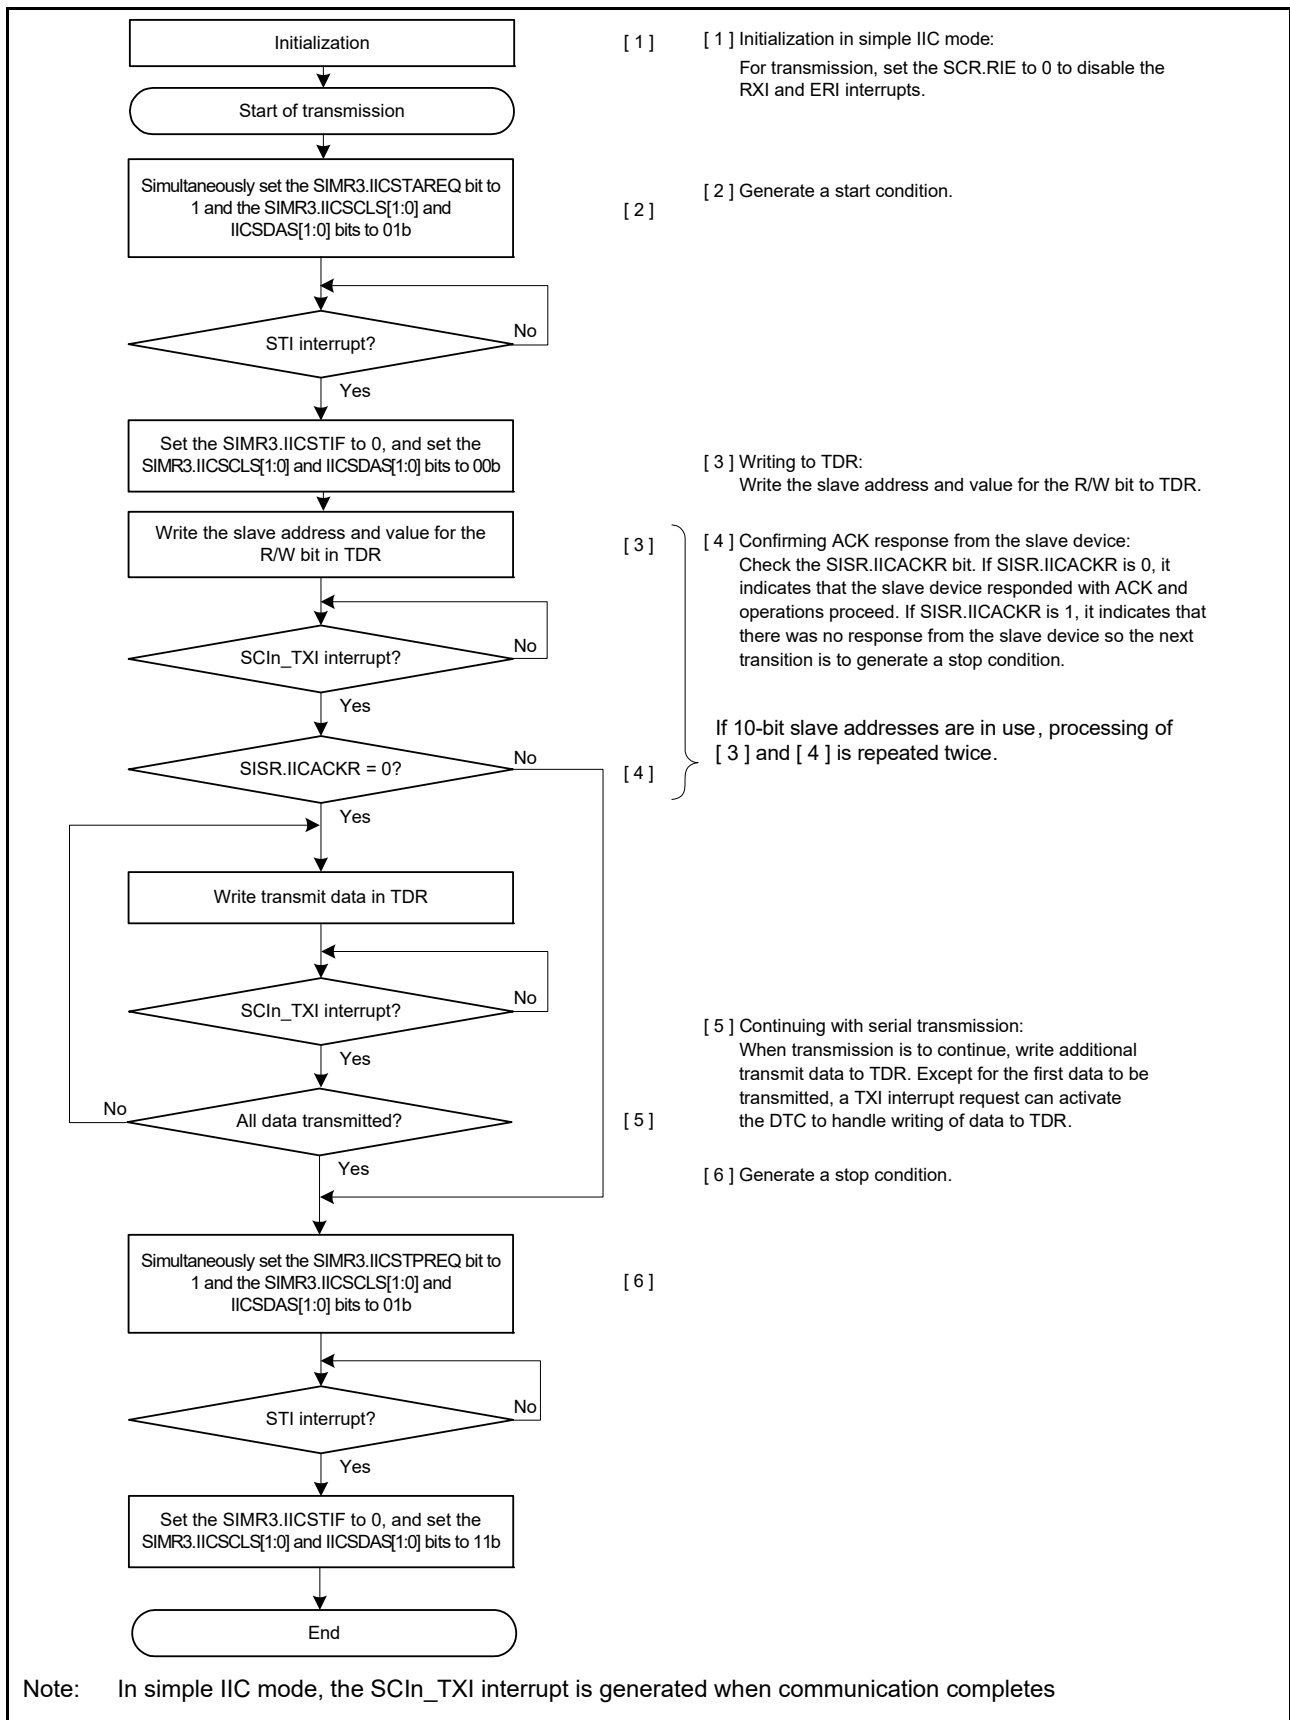 Initialization
[ 1 ]
[ 1 ] Initialization in simple IIC mode:
For transmission, set the SCR.RIE to 0 to disable the
RXI and ERI interrupts.
Start of transmission
Simultaneously set the SIMR3.IICSTAREQ bit to
1 and the SIMR3.IICSCLS[1:0] and
IICSDAS[1:0] bits to 01b
[ 2 ]
[ 2 ] Generate a start condition.
STI interrupt?
No
Yes
Set the SIMR3.IICSTIF to 0, and set the
SIMR3.IICSCLS[1:0] and IICSDAS[1:0] bits to 00b
[ 3 ] Writing to TDR:
Write the slave address and value for the R/W bit to TDR.
Write the slave address and value for the
R/W bit in TDR
[ 3 ]
[ 4 ] Confirming ACK response from the slave device:
Check the SISR.IICACKR bit. If SISR.IICACKR is 0, it
indicates that the slave device responded with ACK and
operations proceed. If SISR.IICACKR is 1, it indicates that
there was no response from the slave device so the next
transition is to generate a stop condition.
SCIn_TXI interrupt?
No
Yes
If 10-bit slave addresses are in use, processing of
[ 3 ] and [ 4 ] is repeated twice.
SISR.IICACKR = 0?
No
[ 4 ]
Yes
Write transmit data in TDR
SCIn_TXI interrupt?
No
Yes
[ 5 ] Continuing with serial transmission:
When transmission is to continue, write additional
transmit data to TDR. Except for the first data to be
transmitted, a TXI interrupt request can activate
the DTC to handle writing of data to TDR.
No
All data transmitted?
[ 5 ]
Yes
[ 6 ] Generate a stop condition.
Simultaneously set the SIMR3.IICSTPREQ bit to
1 and the SIMR3.IICSCLS[1:0] and
IICSDAS[1:0] bits to 01b
[ 6 ]
STI interrupt?
No
Yes
Set the SIMR3.IICSTIF to 0, and set the
SIMR3.IICSCLS[1:0] and IICSDAS[1:0] bits to 11b
End
Note: In simple IIC mode, the SCIn_TXI interrupt is generated when communication completes